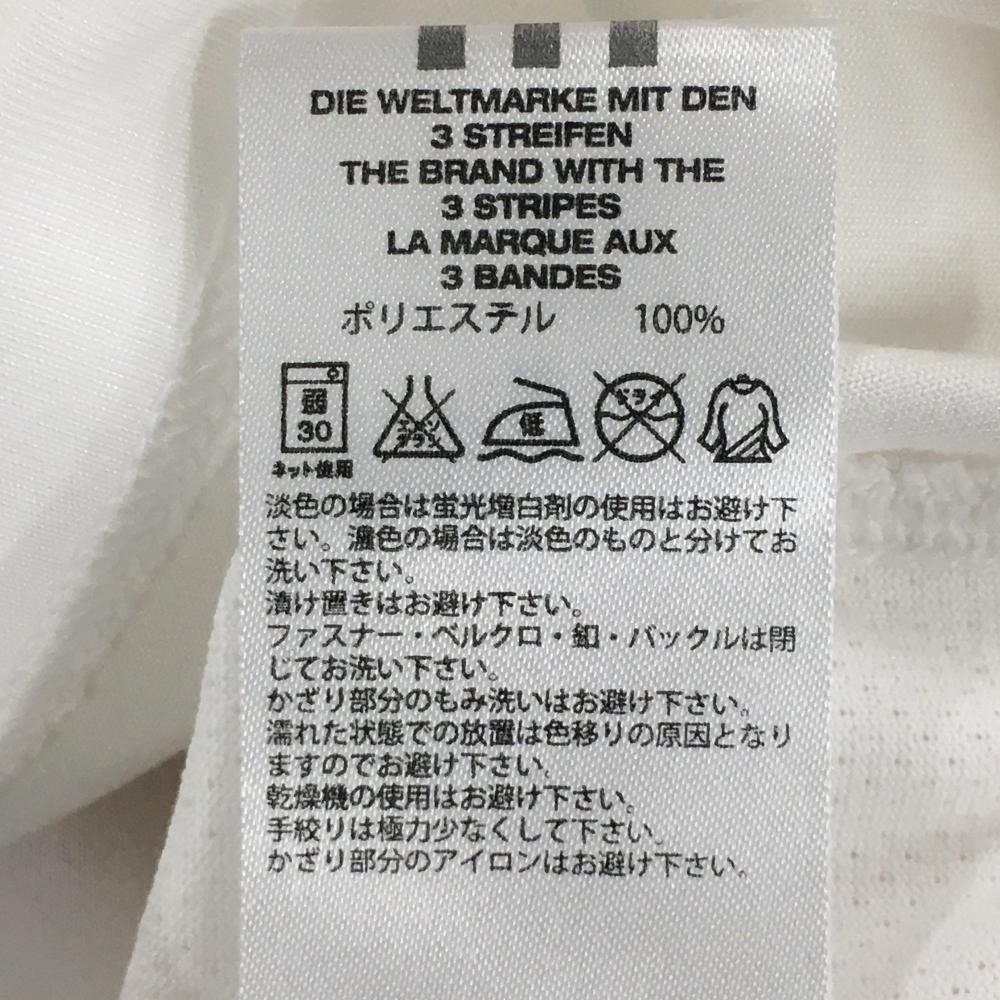 DIE WELTMARKE MIT DEN
3 STREIFEN
THE BRAND WITH THE
3 STRIPES
LA MARQUE AUX
3 BANDES
ポリエステル 100%
弱 30 エンソ サラシ 低 ドライ
ネット使用
淡色の場合は蛍光増白剤の使用はお避け下
さい。濃色の場合は淡色のものと分けてお
洗い下さい。
漬け置きはお避け下さい。
ファスナー・ベルクロ・釦・バックルは閉
じてお洗い下さい。
かざり部分のもみ洗いはお避け下さい。
濡れた状態での放置は色移りの原因となり
ますのでお避け下さい。
乾燥機の使用はお避け下さい。
手絞りは極力少なくして下さい。
かざり部分のアイロンはお避け下さい。